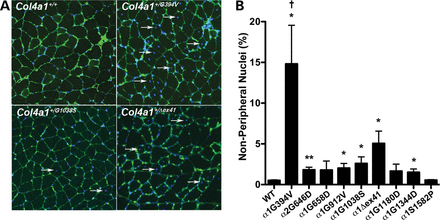 A
Col4a1+/+
Col4a1+/G394V
Col4a1+/G1038S
Col4a1+/Δex41
B
Non-Peripheral Nuclei (%)
20
15
10
5
0
†
*
**
*
*
*
*
WT
α1G394V
α2G646D
α1G658D
α1G912V
α1G1038S
α1Δex41
α1G1180D
α1G1344D
α1S1582P